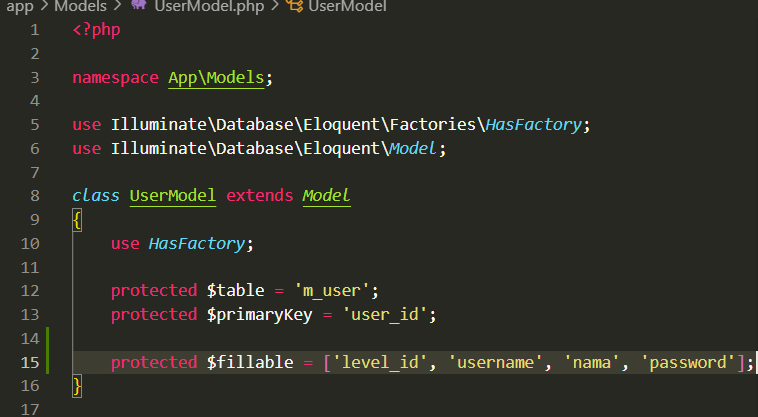 app > Models > UserModel.php > UserModel
1 <?php
2
3 namespace App\Models;
4
5 use Illuminate\Database\Eloquent\Factories\HasFactory;
6 use Illuminate\Database\Eloquent\Model;
7
8 class UserModel extends Model
9 {
10 use HasFactory;
11
12 protected $table = 'm_user';
13 protected $primaryKey = 'user_id';
14
15 protected $fillable = ['level_id', 'username', 'nama', 'password'];
16 }
17